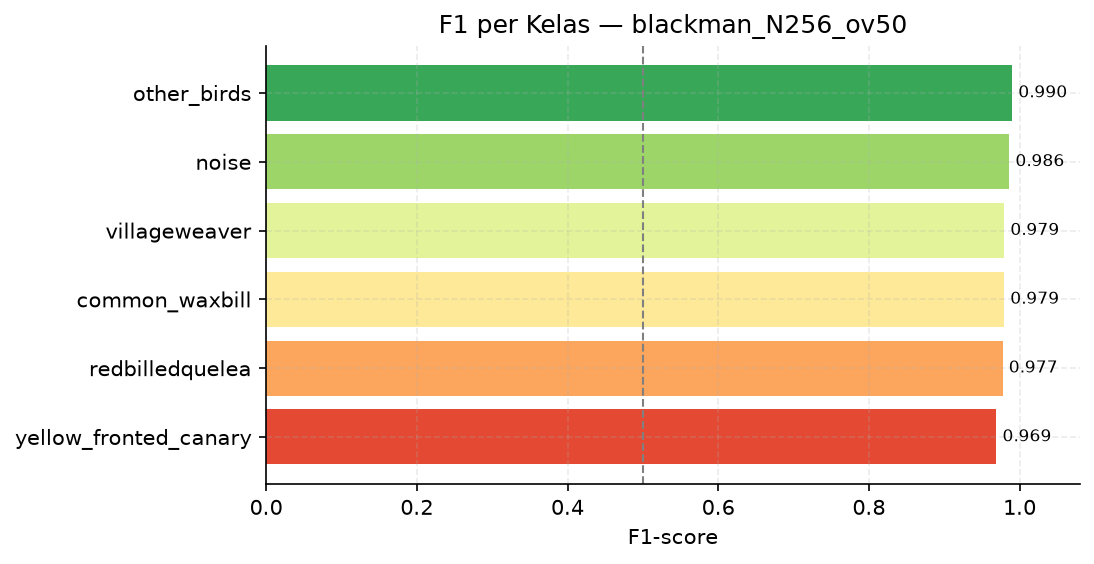 F1 per Kelas — blackman_N256_ov50
other_birds
0.990
noise
0.986
villageweaver
0.979
common_waxbill
0.979
redbilledquelea
0.977
yellow_fronted_canary
0.969
0.0 0.2 0.4 0.6 0.8 1.0
F1-score